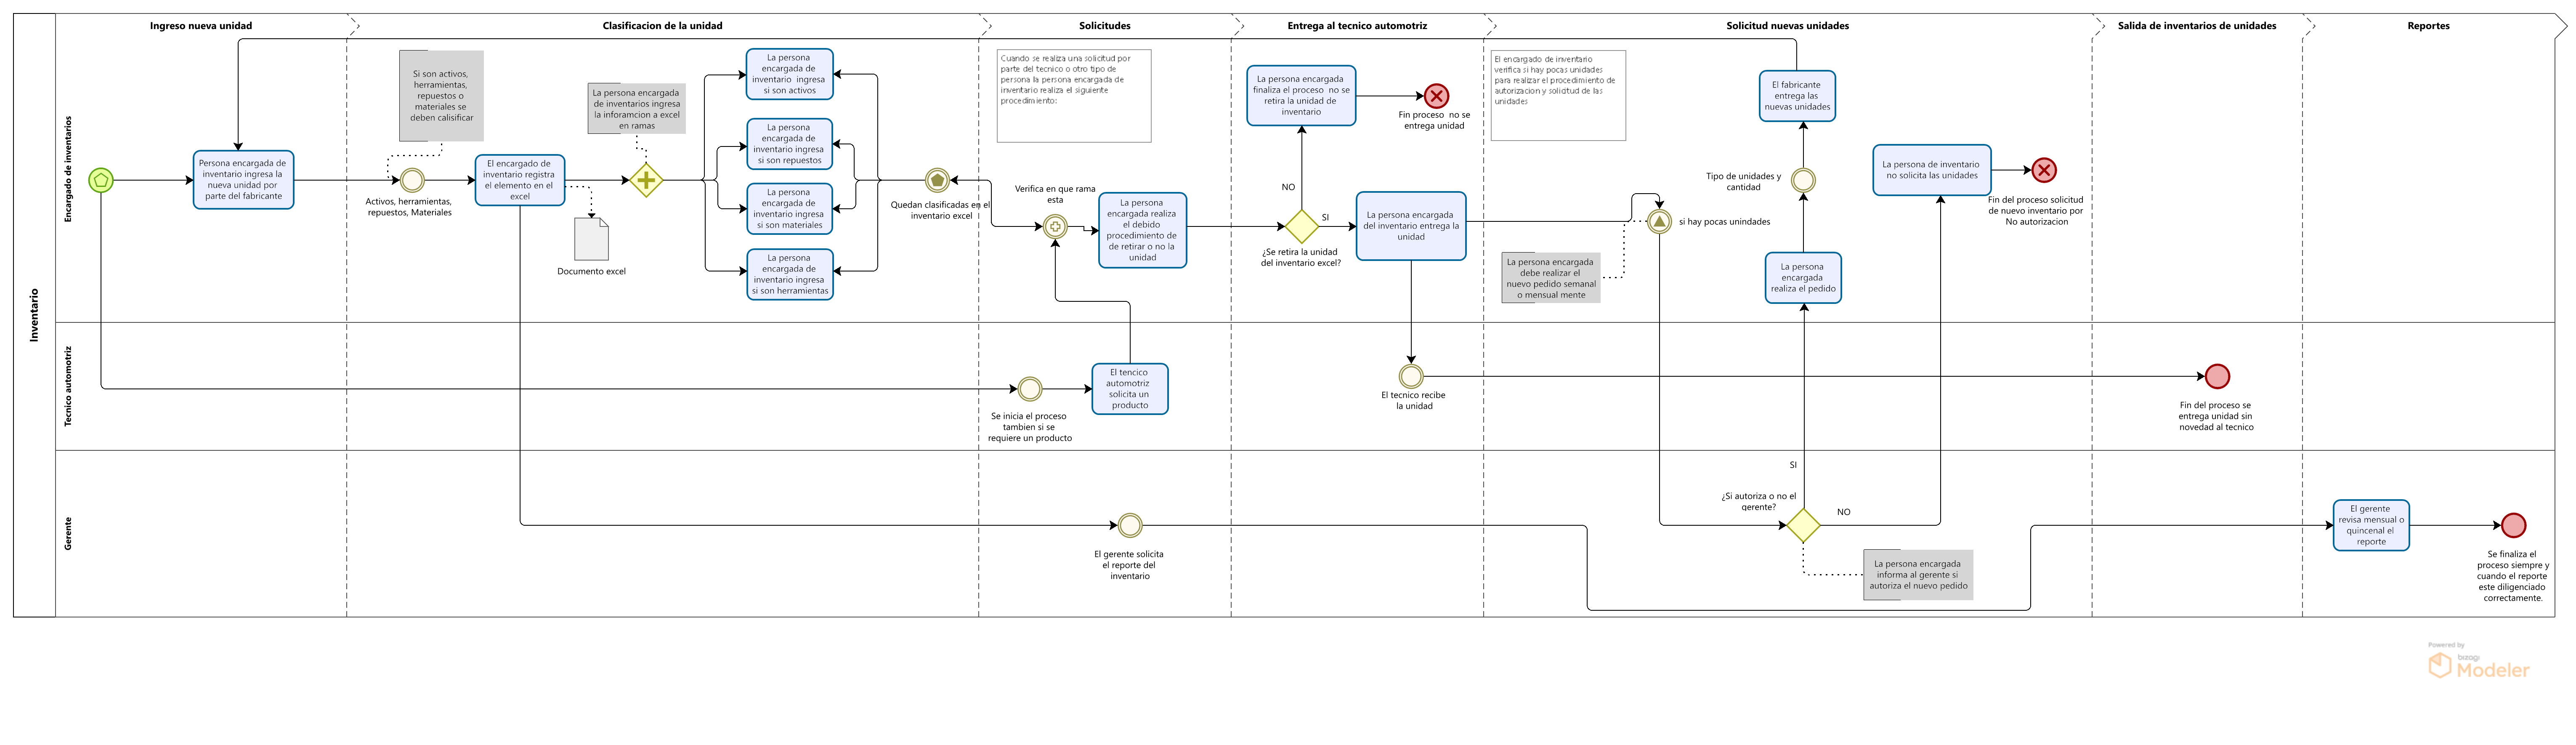 Ingreso nueva unidad
Clasificacion de la unidad
Solicitudes
Entrega al tecnico automotriz
Solicitud nuevas unidades
Salida de inventarios de unidades
Reportes
Inventario
Encargado de inventarios
Persona encargada de
inventario ingresa la
nueva unidad por
parte del fabricante
Si son activos,
herramientas,
repuestos o
materiales se
deben calisificar
Activos, herramientas,
repuestos, Materiales
El encargado de
inventario registra
el elemento en el
excel
Documento excel
La persona encargada
de inventarios ingresa
la inforamcion a excel
en ramas
La persona
encargada de
inventario ingresa
si son activos
La persona
encargada de
inventario ingresa
si son repuestos
La persona
encargada de
inventario ingresa
si son materiales
La persona
encargada de
inventario ingresa
si son herramientas
Quedan clasificadas en el
inventario excel
Cuando se realiza una solicitud por
parte del tecnico o otro tipo de
persona la persona encargada de
inventario realiza el siguiente
procedimiento:
Verifica en que rama
esta
La persona
encargada realiza
el debido
procedimiento de
de retirar o no la
unidad
La persona encargada
finaliza el proceso no se
retira la unidad de
inventario
Fin proceso no se
entrega unidad
NO
SI
¿Se retira la unidad
del inventario excel?
La persona encargada
del inventario entrega la
unidad
El encargado de inventario
verifica si hay pocas unidades
para realizar el procedimiento de
autorizacion y solicitud de las
unidades
La persona encargada
debe realizar el
nuevo pedido semanal
o mensual mente
si hay pocas unindades
El fabricante
entrega las
nuevas unidades
Tipo de unidades y
cantidad
La persona
encargada
realiza el pedido
La persona de inventario
no solicita las unidades
Fin del proceso solicitud
de nuevo inventario por
No autorizacion
Tecnico automotriz
Se inicia el proceso
tambien si se
requiere un producto
El tencico
automotriz
solicita un
producto
El tecnico recibe
la unidad
Fin del proceso se
entrega unidad sin
novedad al tecnico
Gerente
El gerente solicita
el reporte del
inventario
SI
¿Si autoriza o no el
gerente?
NO
La persona encargada
informa al gerente si
autoriza el nuevo pedido
El gerente
revisa mensual o
quincenal el
reporte
Se finaliza el
proceso siempre y
cuando el reporte
este diligenciado
correctamente.
Powered by
bizagi
Modeler